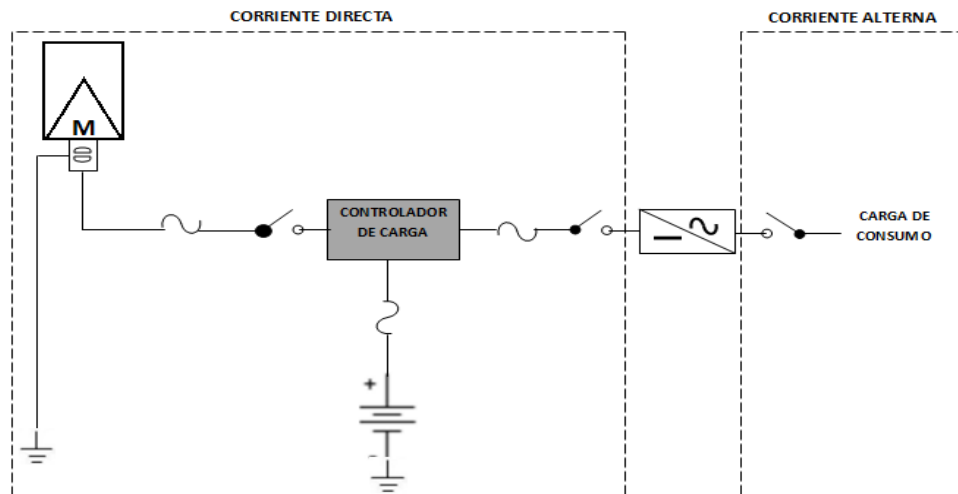 CORRIENTE DIRECTA
CORRIENTE ALTERNA
M
CONTROLADOR
DE CARGA
CARGA DE
CONSUMO
+
-